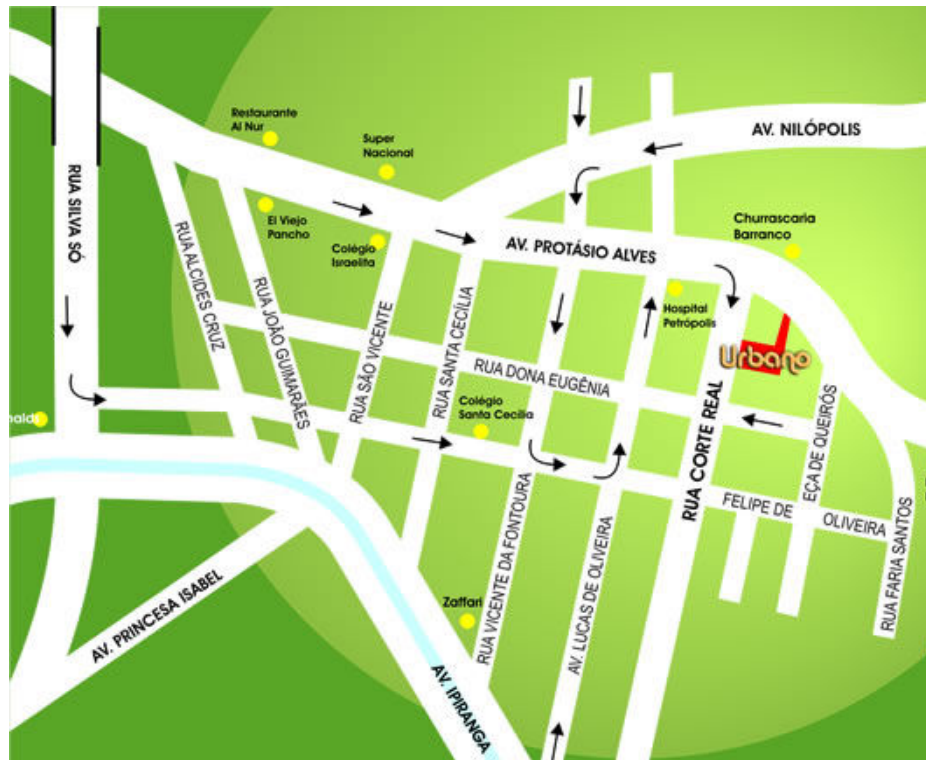 Restaurante
Al Nur
Super
Nacional
AV. NILÓPOLIS
RUA SILVA SÓ
El Viejo
Pancho
Colégio
Israelita
AV. PROTÁSIO ALVES
Churrascaria
Barranco
RUA ALCIDES CRUZ
RUA JOÃO GUIMARÃES
RUA SÃO VICENTE
RUA SANTA CECÍLIA
Hospital
Petrópolis
Urbano
RUA DONA EUGÊNIA
Colégio
Santa Cecília
RUA CORTE REAL
EÇA DE QUEIRÓS
FELIPE DE OLIVEIRA
RUA FARIA SANTOS
RUA VICENTE DA FONTOURA
AV. LUCAS DE OLIVEIRA
Zaffari
AV. PRINCESA ISABEL
AV. IPIRANGA